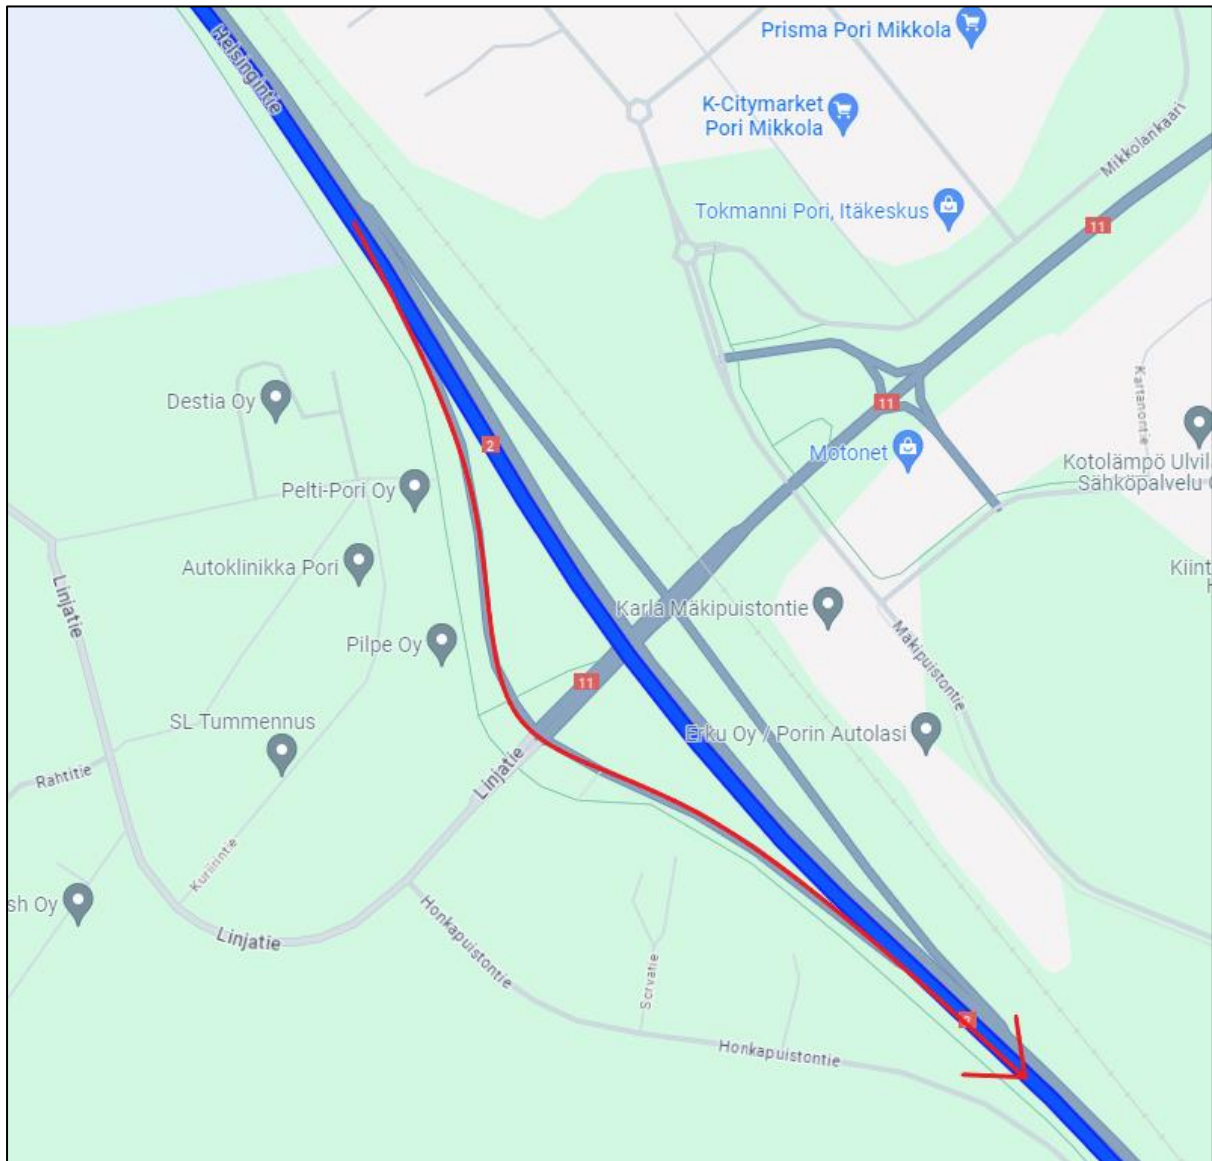 Helsingintie
Prisma Pori Mikkola
K-Citymarket
Pori Mikkola
Mikkolankaari
Tokmanni Pori, Itäkeskus
11
Kartanontie
Destia Oy
11
2
Motonet
Kotolämpö Ulvil
Sähköpalvelu
Pelti-Pori Oy
Autoklinikka Pori
Kiint
Linjatie
Karla Mäkipuistontie
Pilpe Oy
Mäkipuistontie
11
SL Tummennus
Erku Oy / Porin Autolasi
Rahtitie
Linjatie
Kuriirintie
sh Oy
Honkapuistontie
Linjatie
2
Honkapuistontie